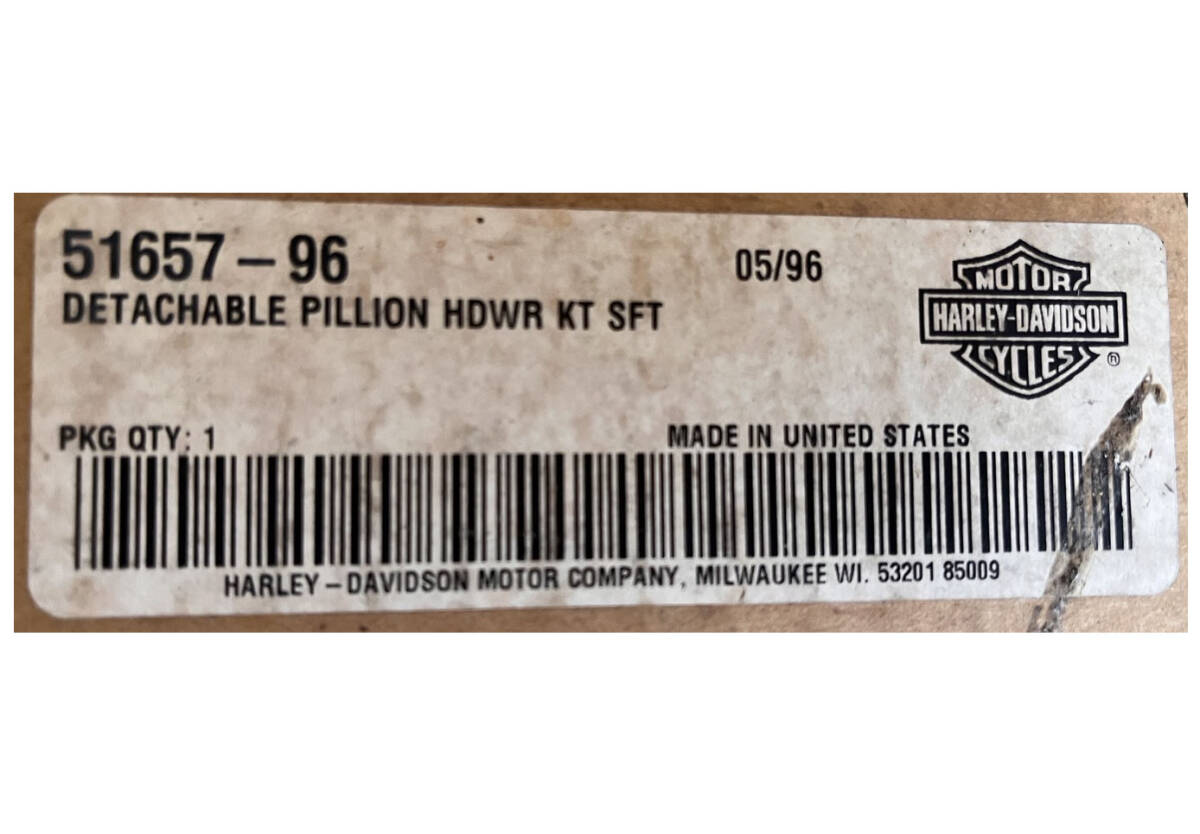 51657-96
05/96
DETACHABLE PILLION HDWR KT SFT
MOTOR
HARLEY-DAVIDSON
CYCLES
®
PKG QTY: 1
MADE IN UNITED STATES
HARLEY-DAVIDSON MOTOR COMPANY, MILWAUKEE WI. 53201 85009